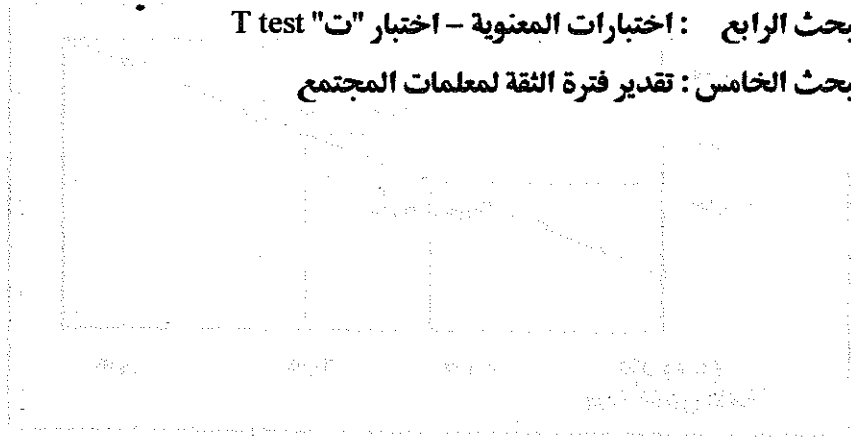 بحث الرابع : اختبارات المعنوية – اختبار "ت" T test
بحث الخامس : تقدير فترة الثقة لمعلمات المجتمع